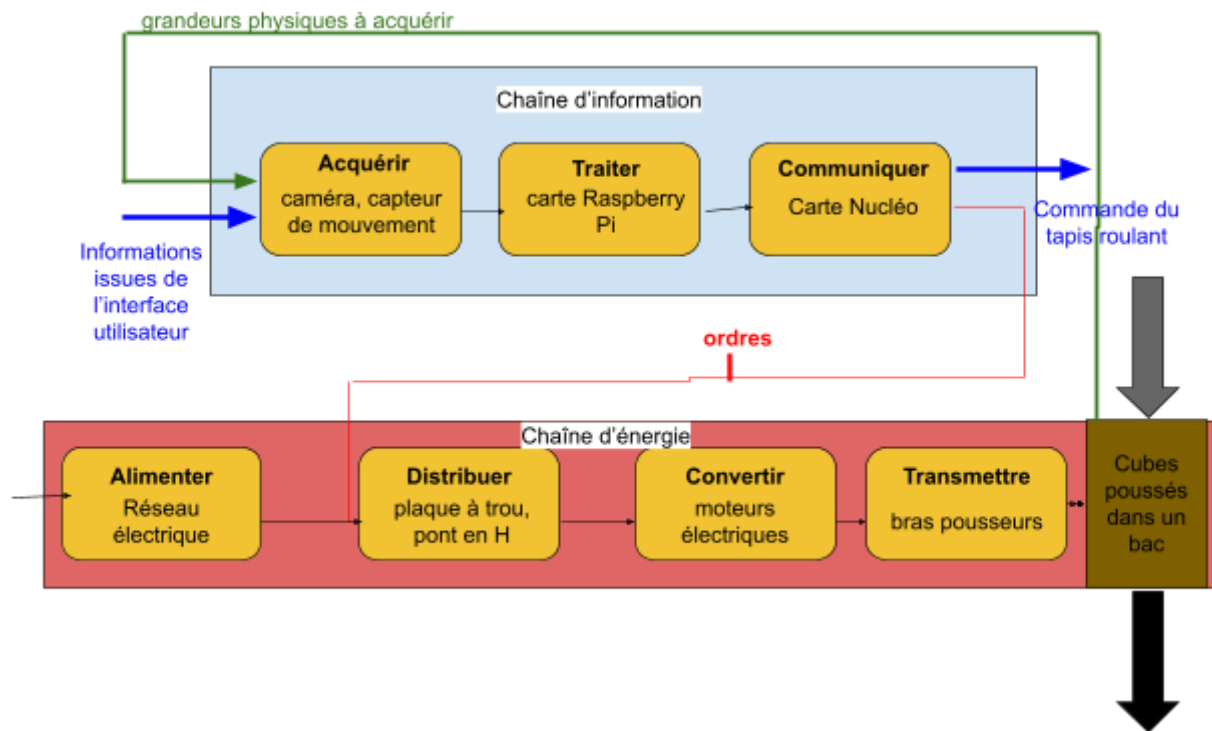 grandeurs physiques à acquérir
Chaîne d'information
Acquérir
caméra, capteur
de mouvement
Traiter
carte Raspberry
Pi
Communiquer
Carte Nucléo
Informations
issues de
l'interface
utilisateur
Commande du
tapis roulant
ordres
Chaîne d'énergie
Alimenter
Réseau
électrique
Distribuer
plaque à trou,
pont en H
Convertir
moteurs
électriques
Transmettre
bras pousseurs
Cubes
poussés
dans un
bac